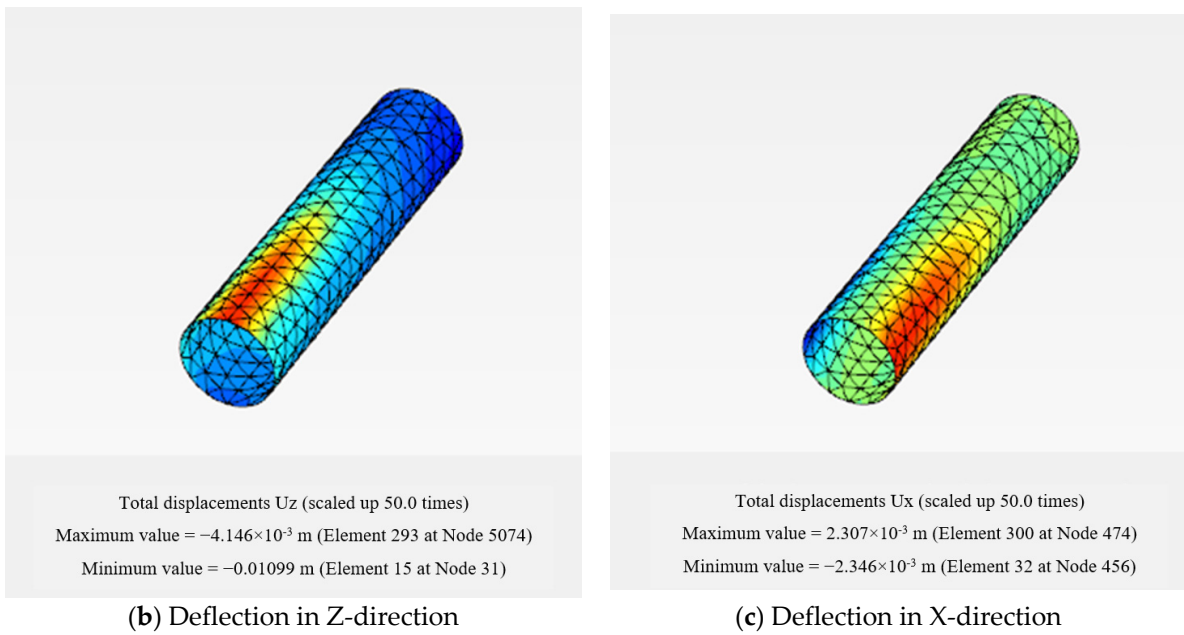 Total displacements Uz (scaled up 50.0 times)
Maximum value = −4.146×10⁻³ m (Element 293 at Node 5074)
Minimum value = −0.01099 m (Element 15 at Node 31)
(b) Deflection in Z-direction
Total displacements Ux (scaled up 50.0 times)
Maximum value = 2.307×10⁻³ m (Element 300 at Node 474)
Minimum value = −2.346×10⁻³ m (Element 32 at Node 456)
(c) Deflection in X-direction